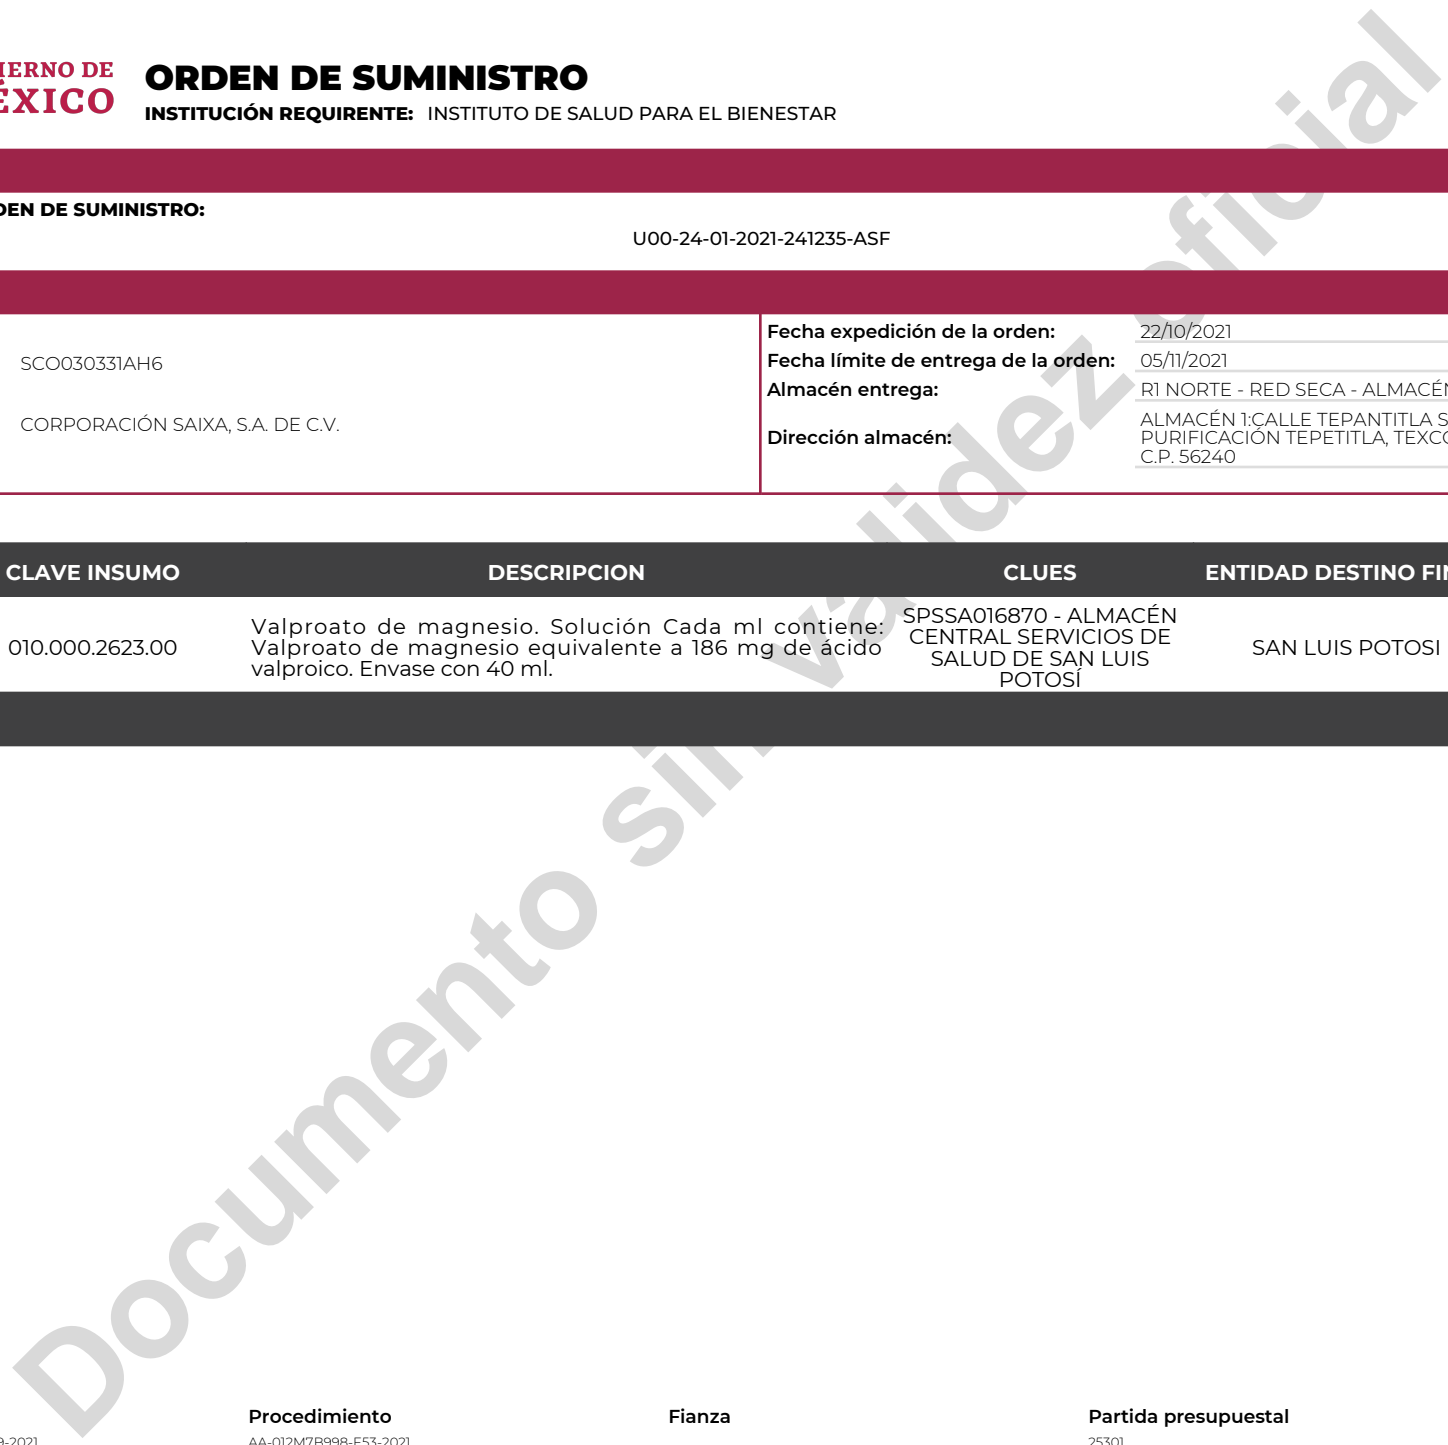 ORDEN DE SUMINISTRO
INSTITUCIÓN REQUIRENTE: INSTITUTO DE SALUD PARA EL BIENESTAR
DE
XICO
DE SUMINISTRO:
U00-24-01-2021-241235-ASF
SCO030331AH6
CORPORACIÓN SAIXA, S.A. DE C.V.
Fecha expedición de la orden: 22/10/2021
Fecha límite de entrega de la orden: 05/11/2021
Almacén entrega: R1 NORTE - RED SECA - ALMACÉN
Dirección almacén: ALMACÉN 1:CALLE TEPANTITLA S
PURIFICACIÓN TEPETITLA, TEXCO
C.P. 56240
CLAVE INSUMO DESCRIPCION CLUES ENTIDAD DESTINO
010.000.2623.00
Valproato de magnesio. Solución Cada ml contiene:
Valproato de magnesio equivalente a 186 mg de ácido
valproico. Envase con 40 ml.
SPSSA016870 - ALMACÉN
CENTRAL SERVICIOS DE
SALUD DE SAN LUIS
POTOSÍ
SAN LUIS POTOSI
Documento sin validez oficial
Procedimiento Fianza Partida presupuestal
-2021 AA-012M7B998-E53-2021 25301